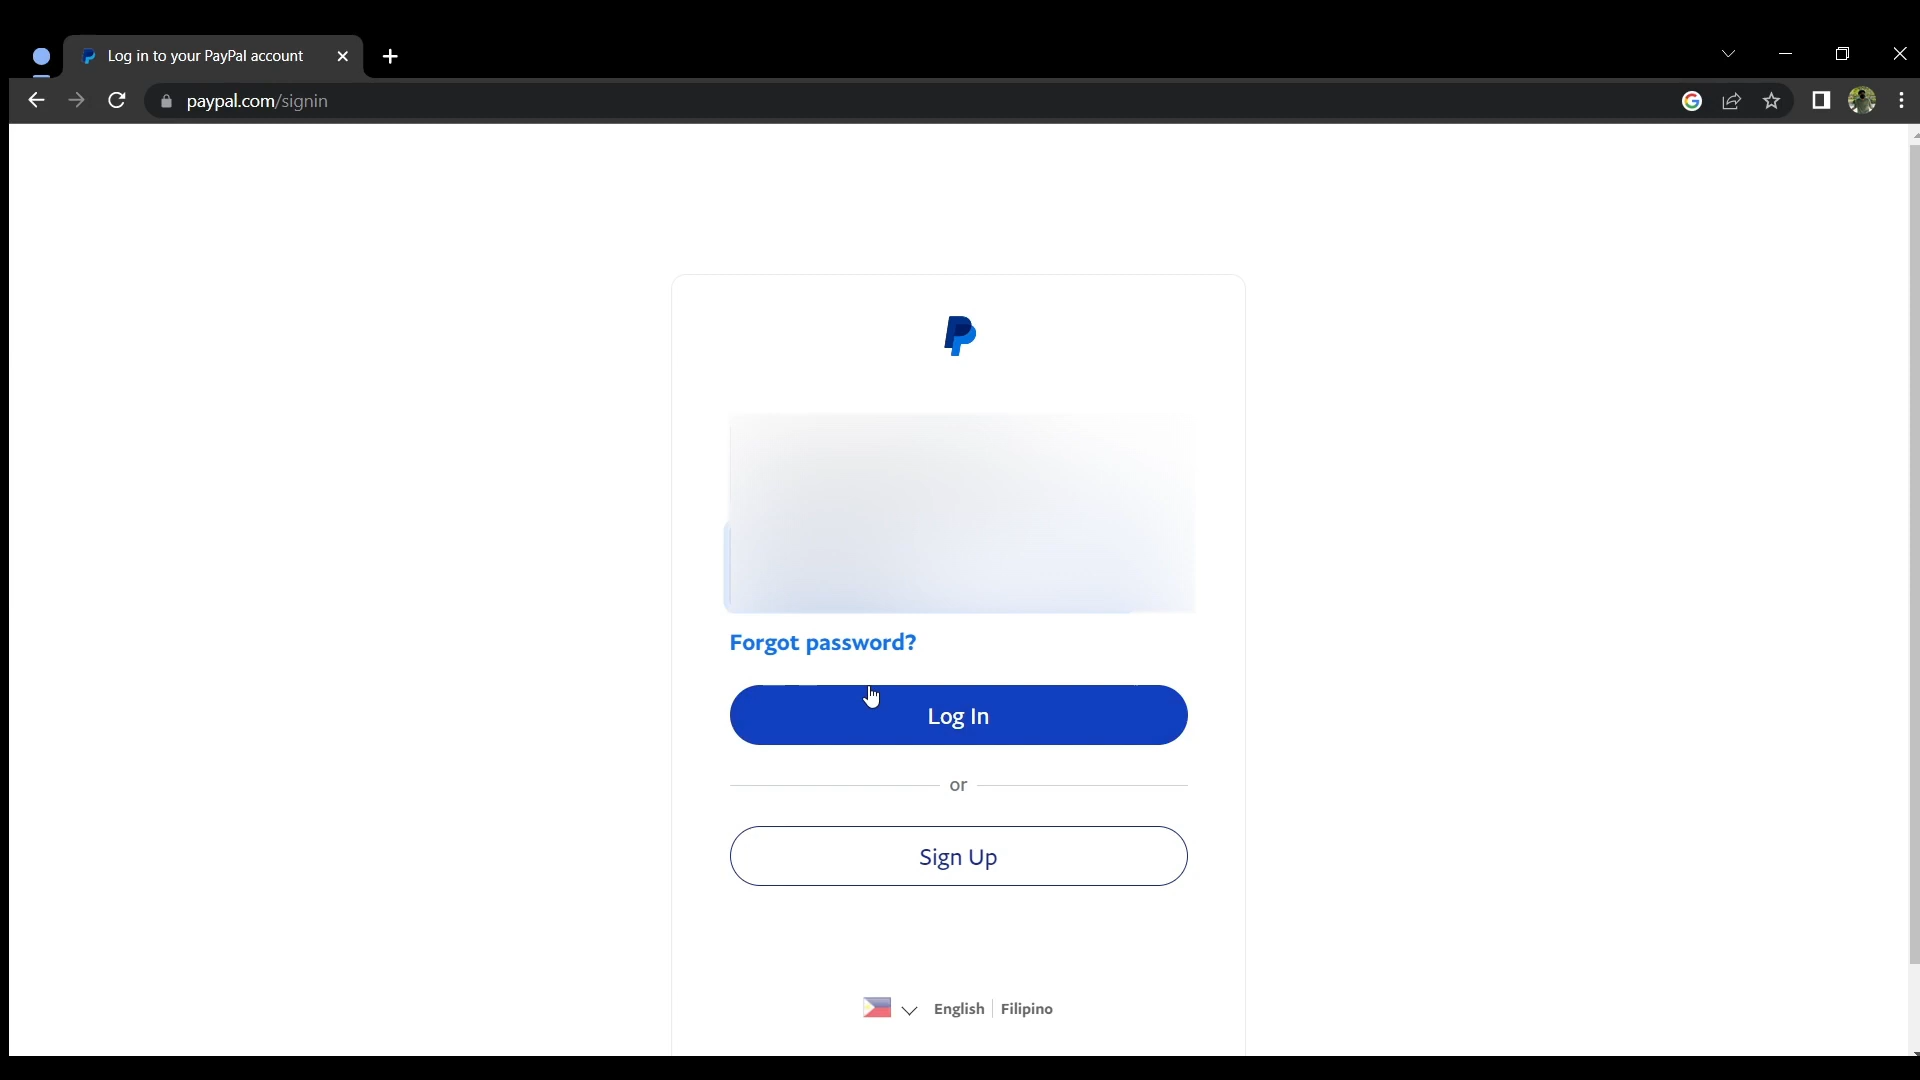 Log in to your PayPal account
paypal.com/signin
Forgot password?
Log In
or
Sign Up
English Filipino